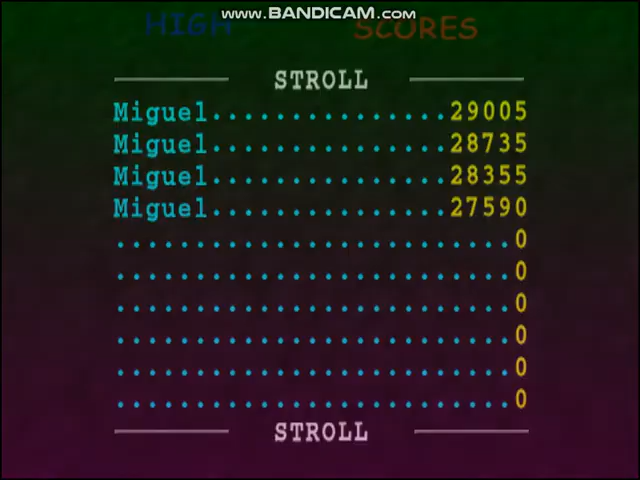 www.BANDICAM.com
HIGH SCORES
STROLL
Miguel...............29005
Miguel...............28735
Miguel...............28355
Miguel...............27590
.........................0
.........................0
.........................0
.........................0
.........................0
.........................0
STROLL